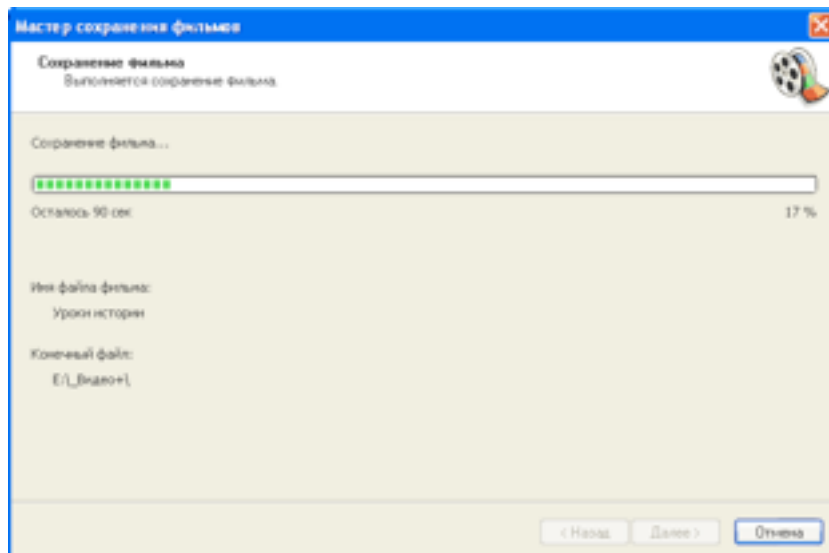 Мастер сохранения фильмов
Сохранение фильма
Выполняется сохранение фильма.
Сохранение фильма...
Осталось 90 сек
17 %
Имя файла фильма:
Уроки истории
Конечный файл:
E:\_Видео+\
< Назад
Далее >
Отмена